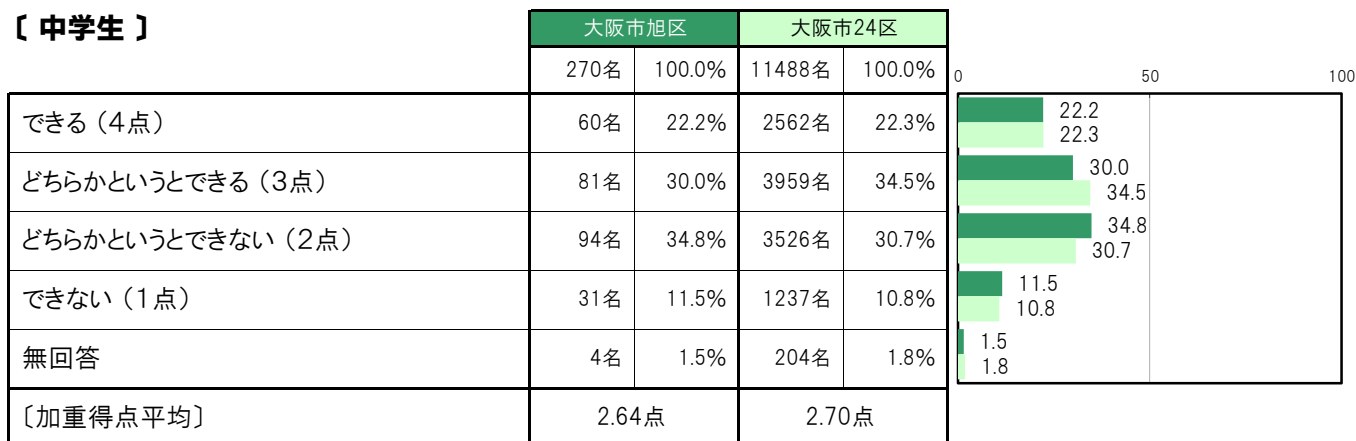 〔 中学生 〕
大阪市旭区 大阪市24区
270名 100.0% 11488名 100.0%
0 50 100
できる （4点） 60名 22.2% 2562名 22.3%
22.2
22.3
どちらかというとできる （3点） 81名 30.0% 3959名 34.5%
30.0
34.5
どちらかというとできない （2点） 94名 34.8% 3526名 30.7%
34.8
30.7
できない （1点） 31名 11.5% 1237名 10.8%
11.5
10.8
無回答 4名 1.5% 204名 1.8%
1.5
1.8
〔加重得点平均〕 2.64点 2.70点